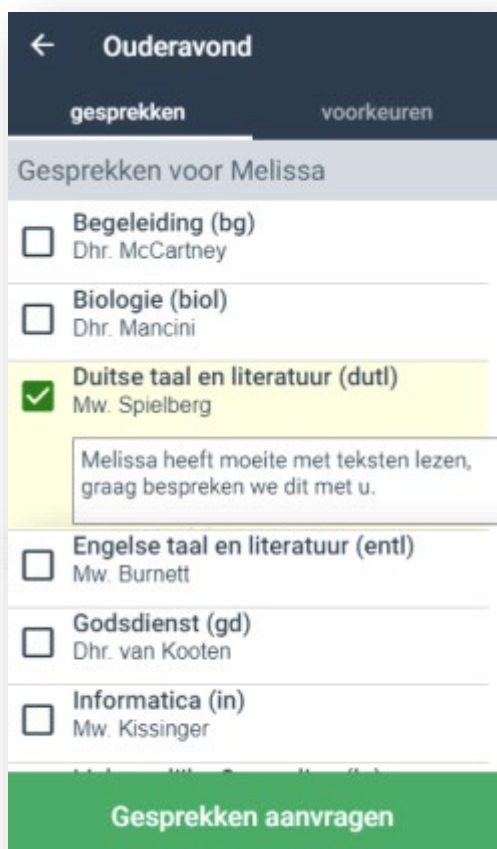 Ouderavond
gesprekken voorkeuren
Gesprekken voor Melissa
Begeleiding (bg)
Dhr. McCartney
Biologie (biol)
Dhr. Mancini
Duitse taal en literatuur (dutl)
Mw. Spielberg
Melissa heeft moeite met teksten lezen,
graag bespreken we dit met u.
Engelse taal en literatuur (entl)
Mw. Burnett
Godsdienst (gd)
Dhr. van Kooten
Informatica (in)
Mw. Kissinger
Gesprekken aanvragen